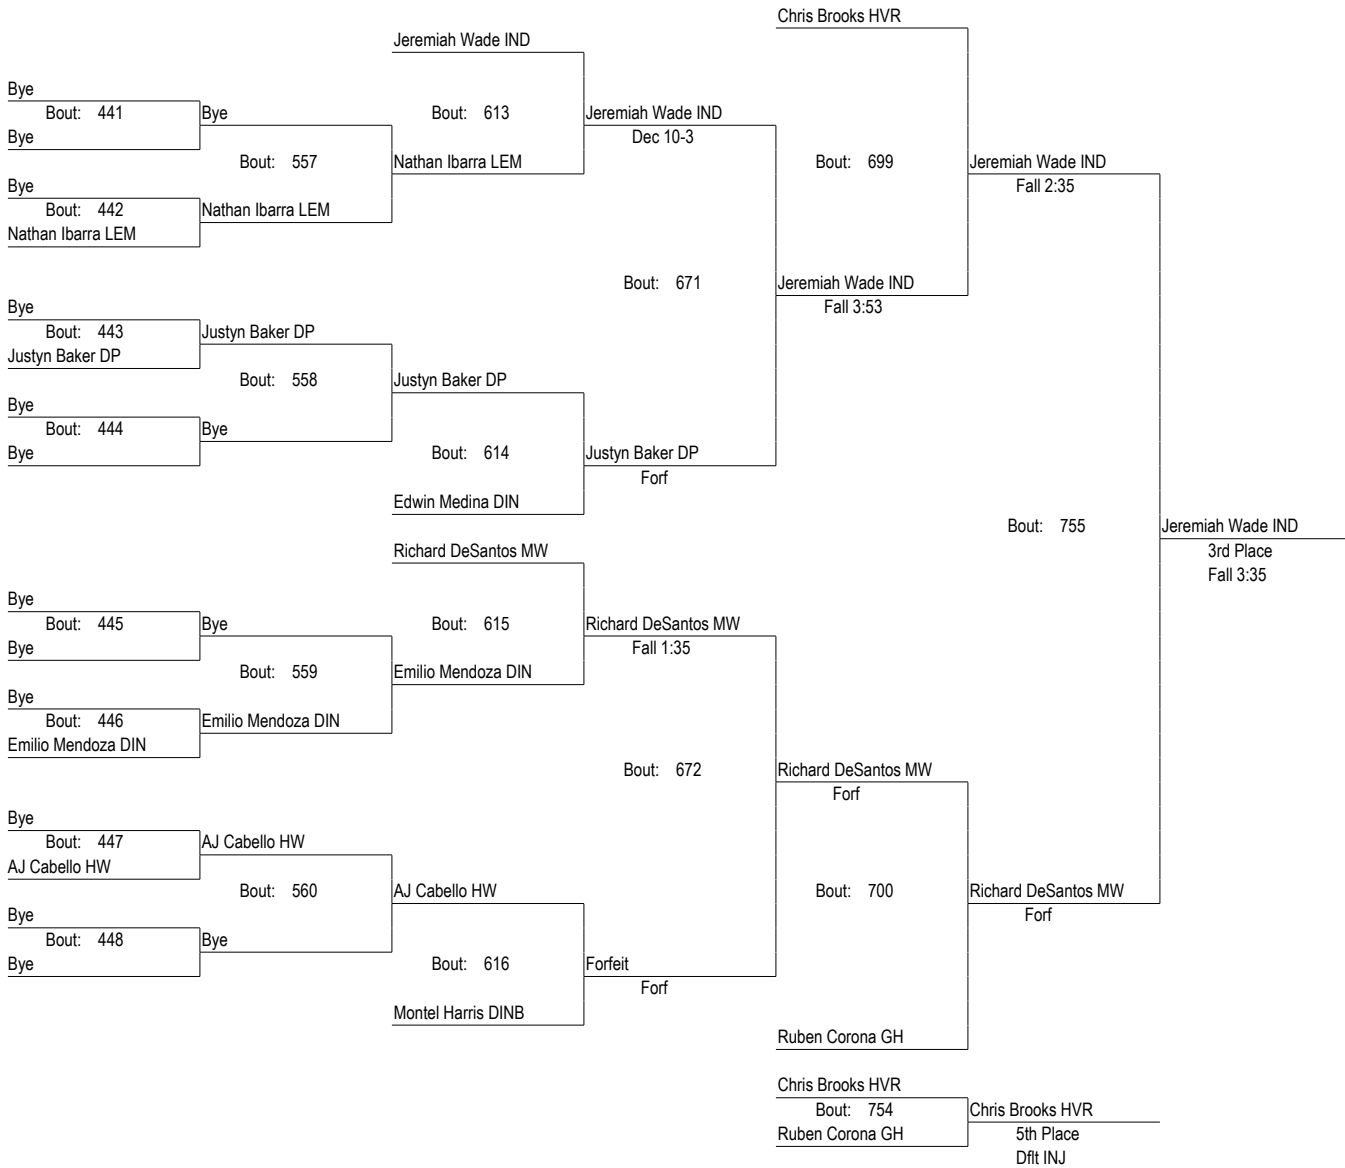 Chris Brooks HVR
Jeremiah Wade IND
Bye
Bout: 441
Bye
Bout: 613
Jeremiah Wade IND
Bye
Dec 10-3
Bout: 557
Nathan Ibarra LEM
Bout: 699
Jeremiah Wade IND
Bye
Fall 2:35
Bout: 442
Nathan Ibarra LEM
Nathan Ibarra LEM
Bout: 671
Jeremiah Wade IND
Bye
Fall 3:53
Bout: 443
Justyn Baker DP
Justyn Baker DP
Bout: 558
Justyn Baker DP
Bye
Bout: 444
Bye
Bye
Bout: 614
Justyn Baker DP
Forf
Edwin Medina DIN
Bout: 755
Jeremiah Wade IND
Richard DeSantos MW
3rd Place
Fall 3:35
Bye
Bout: 445
Bye
Bout: 615
Richard DeSantos MW
Bye
Fall 1:35
Bout: 559
Emilio Mendoza DIN
Bye
Bout: 446
Emilio Mendoza DIN
Emilio Mendoza DIN
Bout: 672
Richard DeSantos MW
Forf
Bye
Bout: 447
AJ Cabello HW
AJ Cabello HW
Bout: 560
AJ Cabello HW
Bout: 700
Richard DeSantos MW
Bye
Forf
Bout: 448
Bye
Bye
Bout: 616
Forfeit
Forf
Montel Harris DINB
Ruben Corona GH
Chris Brooks HVR
Bout: 754
Chris Brooks HVR
Ruben Corona GH
5th Place
Dflt INJ